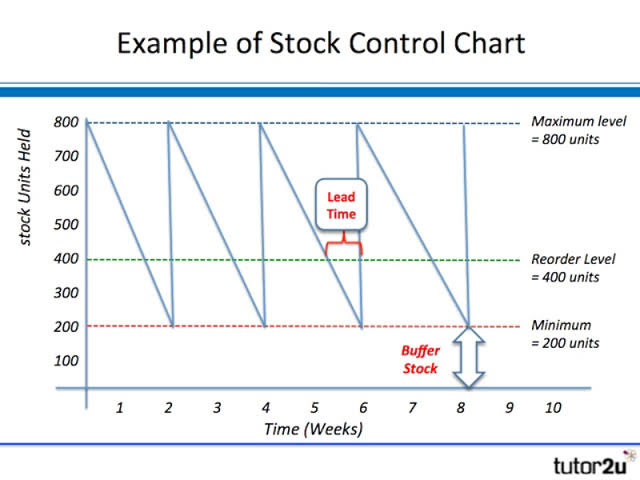 Example of Stock Control Chart
stock Units Held
800
700
600
500
400
300
200
100
Maximum level
= 800 units
Lead
Time
Reorder Level
= 400 units
Minimum
= 200 units
Buffer
Stock
1 2 3 4 5 6 7 8 9 10
Time (Weeks)
tutor2u